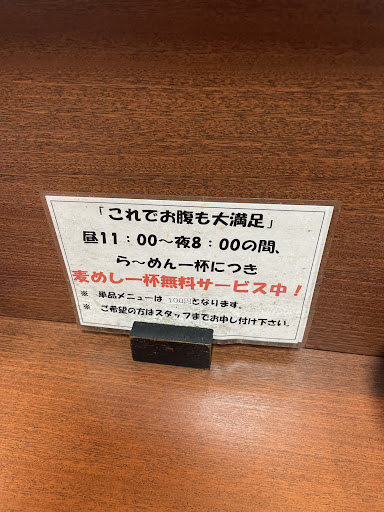 「これでお腹も大満足」
昼11：00～夜8：00の間、
ら～めん一杯につき
麦めし一杯無料サービス中！
※　単品メニューは100円となります。
※　ご希望の方はスタッフまでお申し付け下さい。